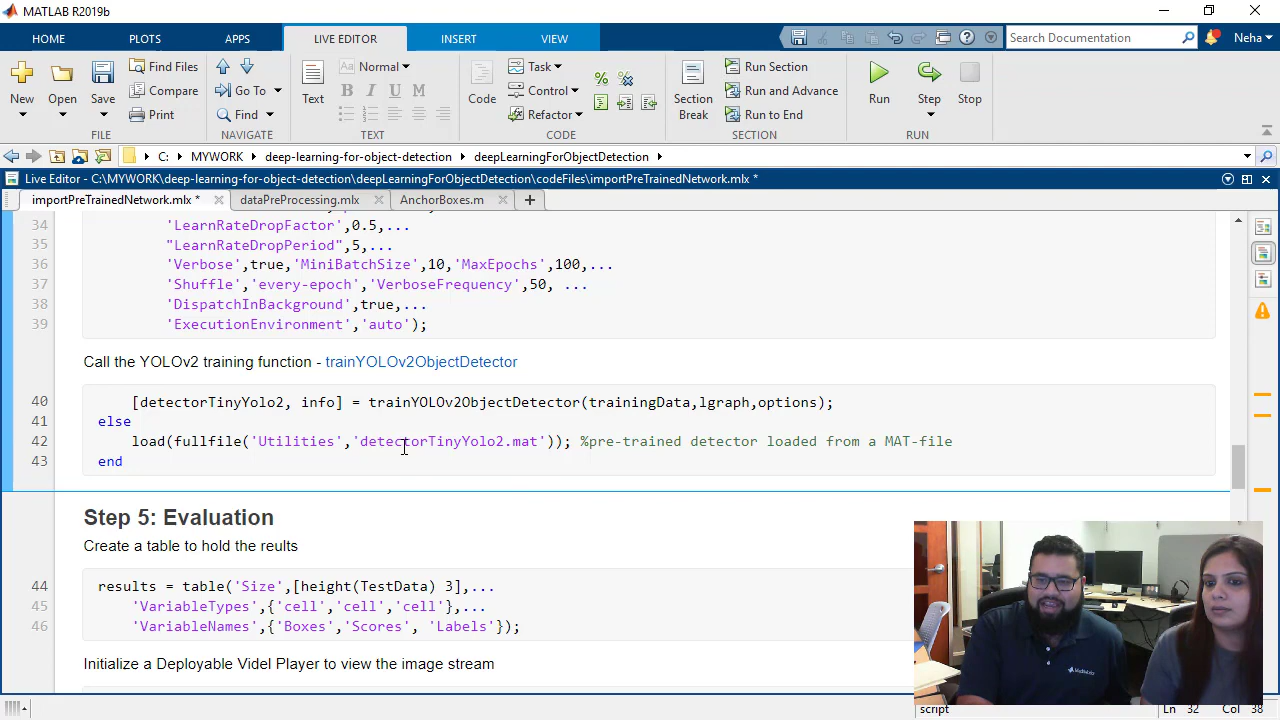 MATLAB R2019b
HOME PLOTS APPS LIVE EDITOR INSERT VIEW Search Documentation Neha
New Open Save Find Files Compare Print
FILE
Go To Find
NAVIGATE
Text Normal B I U M
TEXT
Code Task Control Refactor
CODE
Section Break Run Section Run and Advance Run to End
SECTION
Run Step Stop
RUN
C: MYWORK deep-learning-for-object-detection deepLearningForObjectDetection
Live Editor - C:\MYWORK\deep-learning-for-object-detection\deepLearningForObjectDetection\codeFiles\importPreTrainedNetwork.mlx *
importPreTrainedNetwork.mlx * dataPreProcessing.mlx AnchorBoxes.m
34 'LearnRateDropFactor',0.5,...
35 "LearnRateDropPeriod",5,...
36 'Verbose',true,'MiniBatchSize',10,'MaxEpochs',100,...
37 'Shuffle','every-epoch','VerboseFrequency',50, ...
38 'DispatchInBackground',true,...
39 'ExecutionEnvironment','auto');
Call the YOLOv2 training function - trainYOLOv2ObjectDetector
40 [detectorTinyYolo2, info] = trainYOLOv2ObjectDetector(trainingData,lgraph,options);
41 else
42 load(fullfile('Utilities','detectorTinyYolo2.mat')); %pre-trained detector loaded from a MAT-file
43 end
Step 5: Evaluation
Create a table to hold the reults
44 results = table('Size',[height(TestData) 3],...
45 'VariableTypes',{'cell','cell','cell'},...
46 'VariableNames',{'Boxes','Scores', 'Labels'});
Initialize a Deployable Videl Player to view the image stream
script Ln 32 Col 38